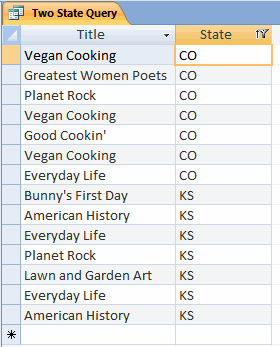 Two State Query
Title State
Vegan Cooking CO
Greatest Women Poets CO
Planet Rock CO
Vegan Cooking CO
Good Cookin' CO
Vegan Cooking CO
Everyday Life CO
Bunny's First Day KS
American History KS
Everyday Life KS
Planet Rock KS
Lawn and Garden Art KS
Everyday Life KS
American History KS